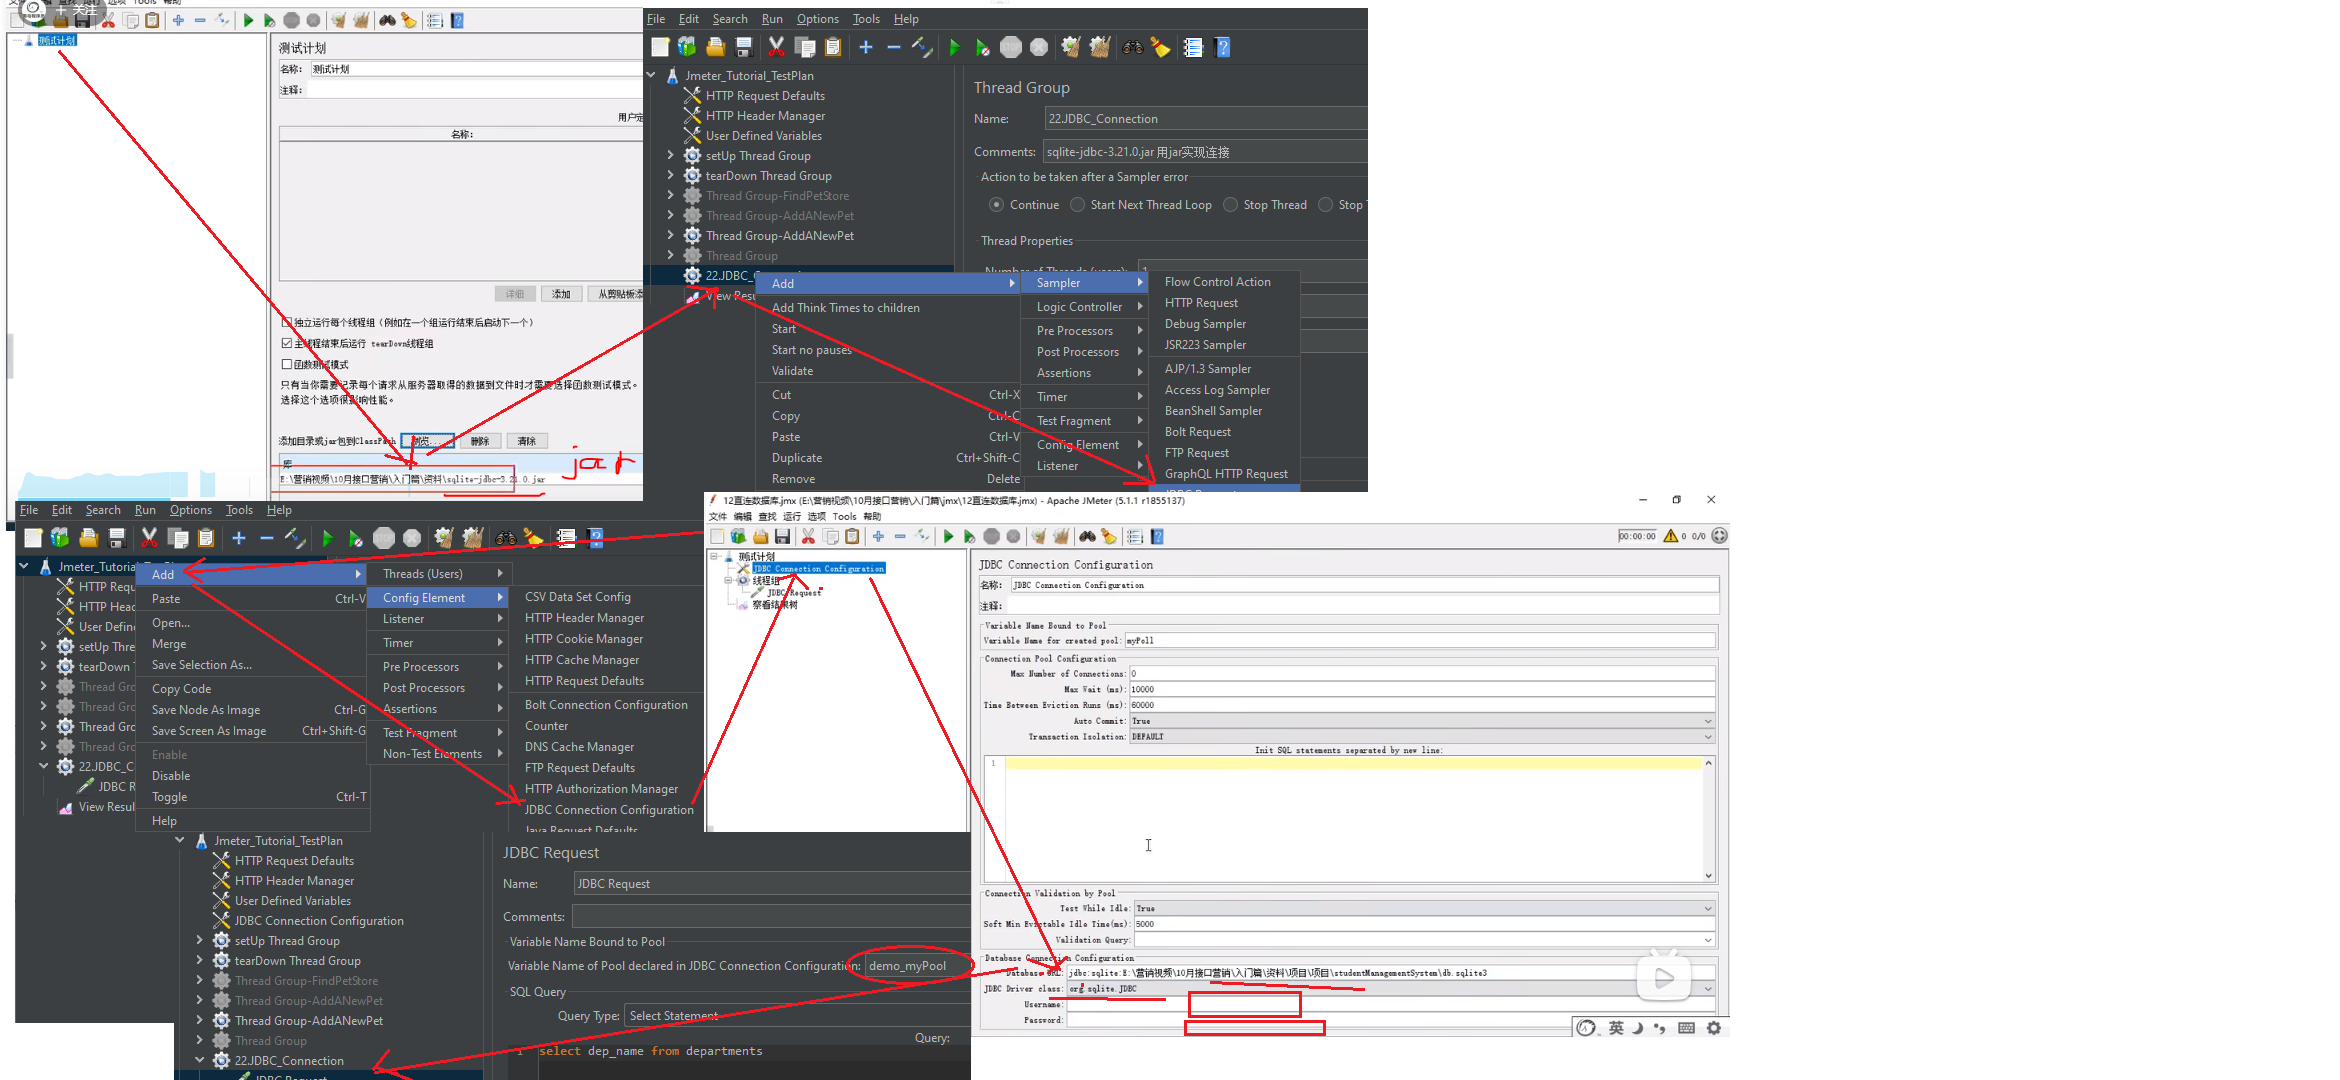 关注
测试计划
测试计划
名称: 测试计划
注释:
名称:
详细 添加
独立运行每个线程组（例如在一个组运行结束后启动下一个）
主线程结束后运行 tearDown线程组
函数测试模式
只有当你需要记录每个请求从服务器取得的数据到文件时才需要选择函数测试模式。
选择这个选项很影响性能。
添加目录或jar包到ClassPath 浏览... 删除 清除
库
E:\营销视频\10月接口营销\入门篇\资料\sqlite-jdbc-3.21.0.jar
jar
File Edit Search Run Options Tools Help
Jmeter_Tutorial_TestPlan
HTTP Request Defaults
HTTP Header Manager
User Defined Variables
setUp Thread Group
tearDown Thread Group
Thread Group-FindPetStore
Thread Group-AddANewPet
Thread Group-AddANewPet
Thread Group
22.JDBC_
View Resu
Thread Group
Name: 22.JDBC_Connection
Comments: sqlite-jdbc-3.21.0.jar 用jar实现连接
Action to be taken after a Sampler error
Continue Start Next Thread Loop Stop Thread Stop
Thread Properties
Number of Threads (users): 1
Add
Add Think Times to children
Start
Start no pauses
Validate
Cut Ctrl-X
Copy Ctrl-C
Paste Ctrl-V
Duplicate Ctrl+Shift-C
Remove Delete
Sampler
Logic Controller
Pre Processors
Post Processors
Assertions
Timer
Test Fragment
Config Element
Listener
Flow Control Action
HTTP Request
Debug Sampler
JSR223 Sampler
AJP/1.3 Sampler
Access Log Sampler
BeanShell Sampler
Bolt Request
FTP Request
GraphQL HTTP Request
File Edit Search Run Options Tools Help
Jmeter_Tutoria
HTTP Requ
HTTP Head
User Defin
setUp Thre
tearDown
Thread Gro
Thread Gro
Thread Gro
Thread Gro
22.JDBC_C
JDBC R
View Resul
Add
Paste Ctrl-V
Open...
Merge
Save Selection As...
Copy Code
Save Node As Image Ctrl-G
Save Screen As Image Ctrl+Shift-G
Enable
Disable
Toggle Ctrl-T
Help
Threads (Users)
Config Element
Listener
Timer
Pre Processors
Post Processors
Assertions
Test Fragment
Non-Test Elements
CSV Data Set Config
HTTP Header Manager
HTTP Cookie Manager
HTTP Cache Manager
HTTP Request Defaults
Bolt Connection Configuration
Counter
DNS Cache Manager
FTP Request Defaults
HTTP Authorization Manager
JDBC Connection Configuration
Java Request Defaults
12直连数据库.jmx (E:\营销视频\10月接口营销\入门篇\jmx\12直连数据库.jmx) - Apache JMeter (5.1.1 r1855137)
文件 编辑 查找 运行 选项 Tools 帮助
00:00:00 0 0/0
测试计划
JDBC Connection Configuration
线程组
JDBC Request
察看结果树
JDBC Connection Configuration
名称: JDBC Connection Configuration
注释:
Variable Name Bound to Pool
Variable Name for created pool: myPoll
Connection Pool Configuration
Max Number of Connections: 0
Max Wait (ms): 10000
Time Between Eviction Runs (ms): 60000
Auto Commit: True
Transaction Isolation: DEFAULT
Init SQL statements separated by new line:
1
Connection Validation by Pool
Test While Idle: True
Soft Min Evictable Idle Time(ms): 5000
Validation Query:
Database Connection Configuration
Database URL: jdbc:sqlite:E:\营销视频\10月接口营销\入门篇\资料\项目\项目\studentManagementSystem\db.sqlite3
JDBC Driver class: org.sqlite.JDBC
Username:
Password:
英
Jmeter_Tutorial_TestPlan
HTTP Request Defaults
HTTP Header Manager
User Defined Variables
JDBC Connection Configuration
setUp Thread Group
tearDown Thread Group
Thread Group-FindPetStore
Thread Group-AddANewPet
Thread Group-AddANewPet
Thread Group
22.JDBC_Connection
JDBC Request
JDBC Request
Name: JDBC Request
Comments:
Variable Name Bound to Pool
Variable Name of Pool declared in JDBC Connection Configuration: demo_myPool
SQL Query
Query Type: Select Statement
Query:
1 select dep_name from departments